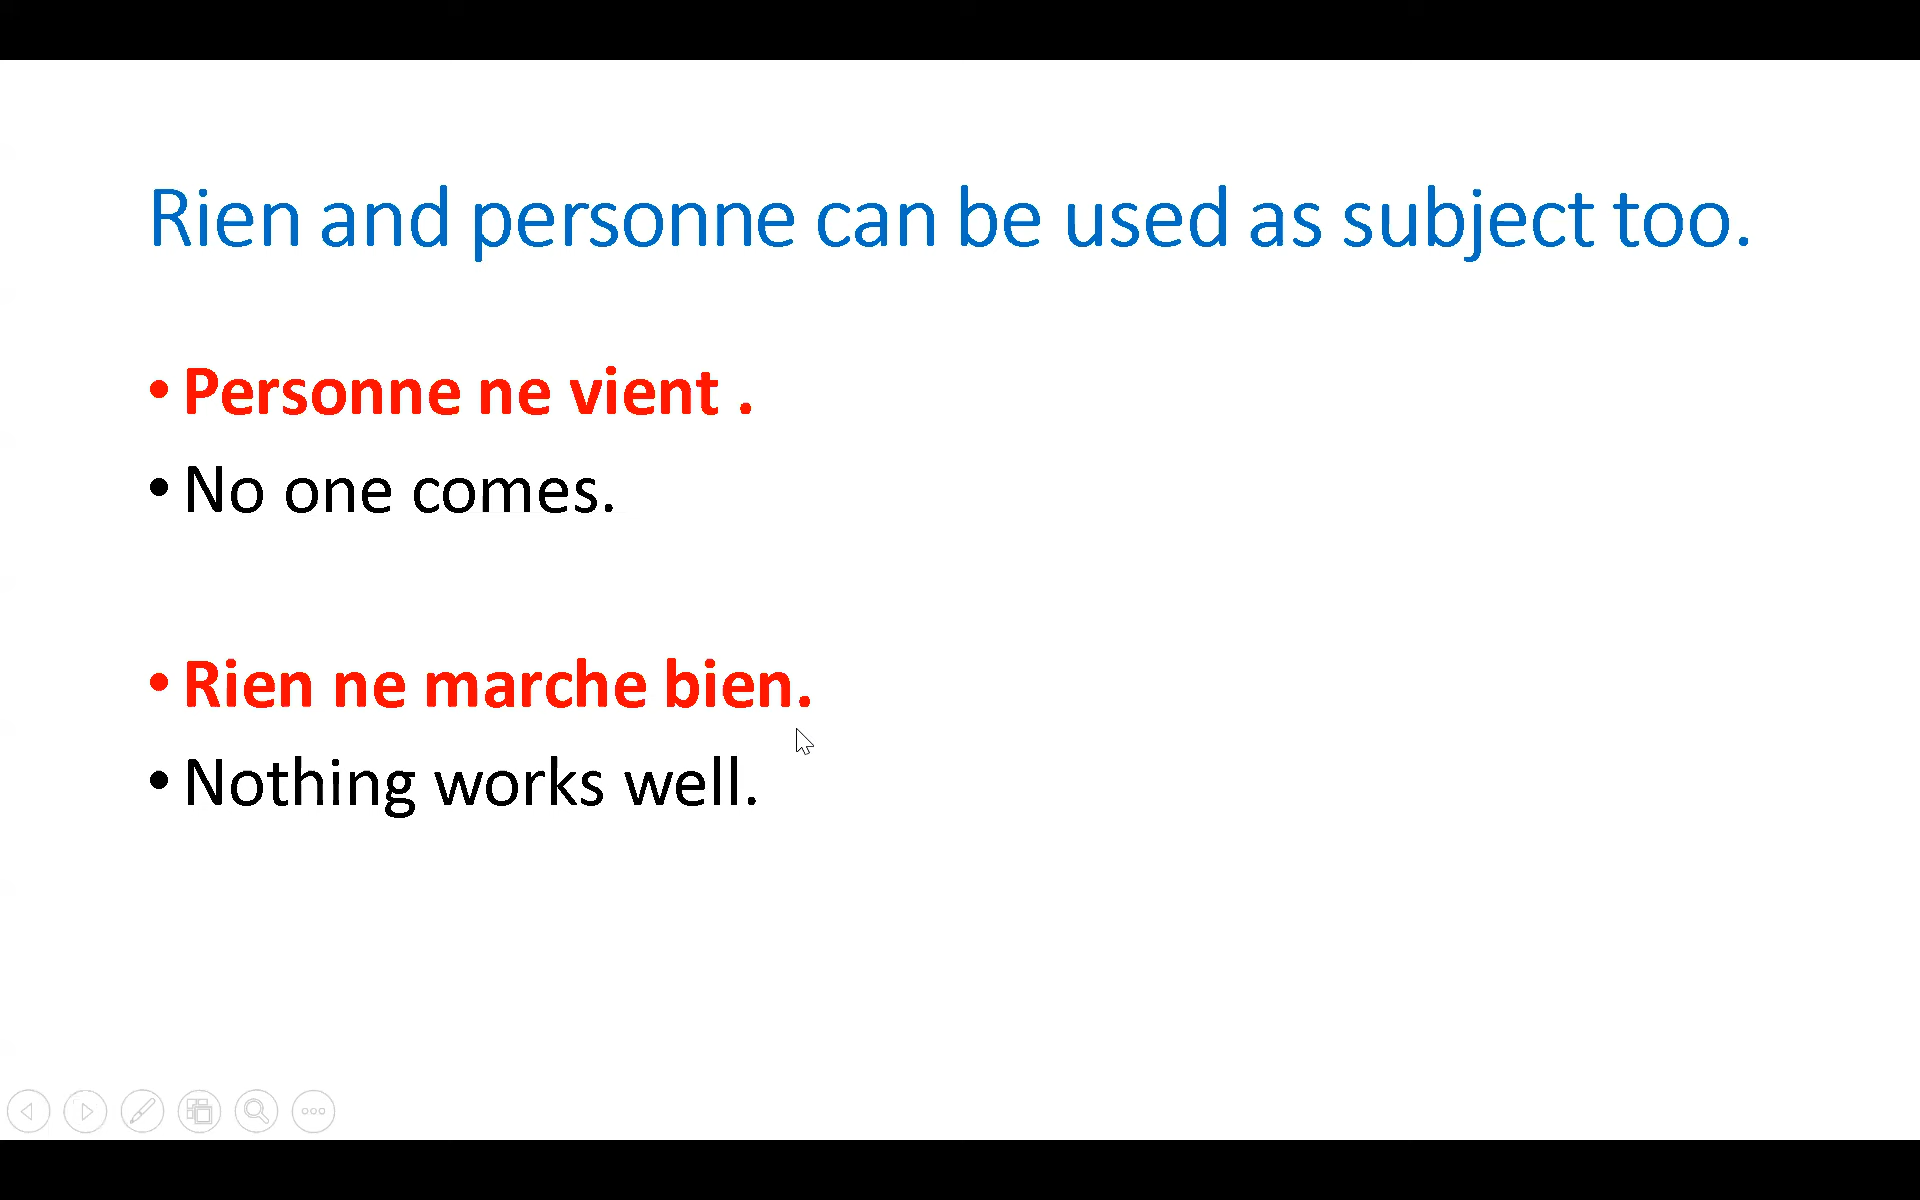 Rien and personne can be used as subject too.
• Personne ne vient .
• No one comes.
• Rien ne marche bien.
• Nothing works well.